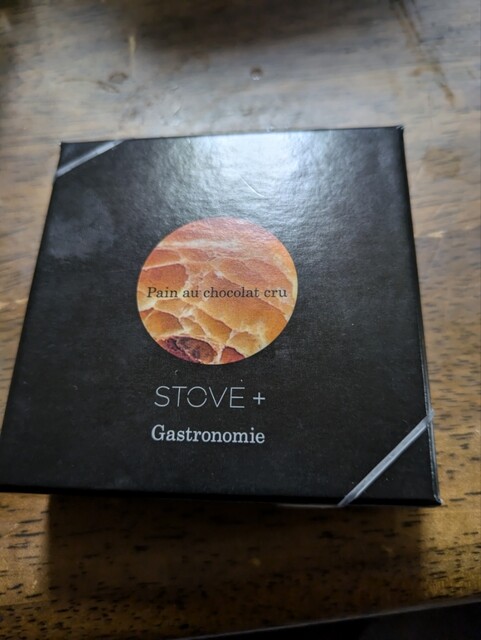 Pain au chocolat cru
STOVE +
Gastronomie